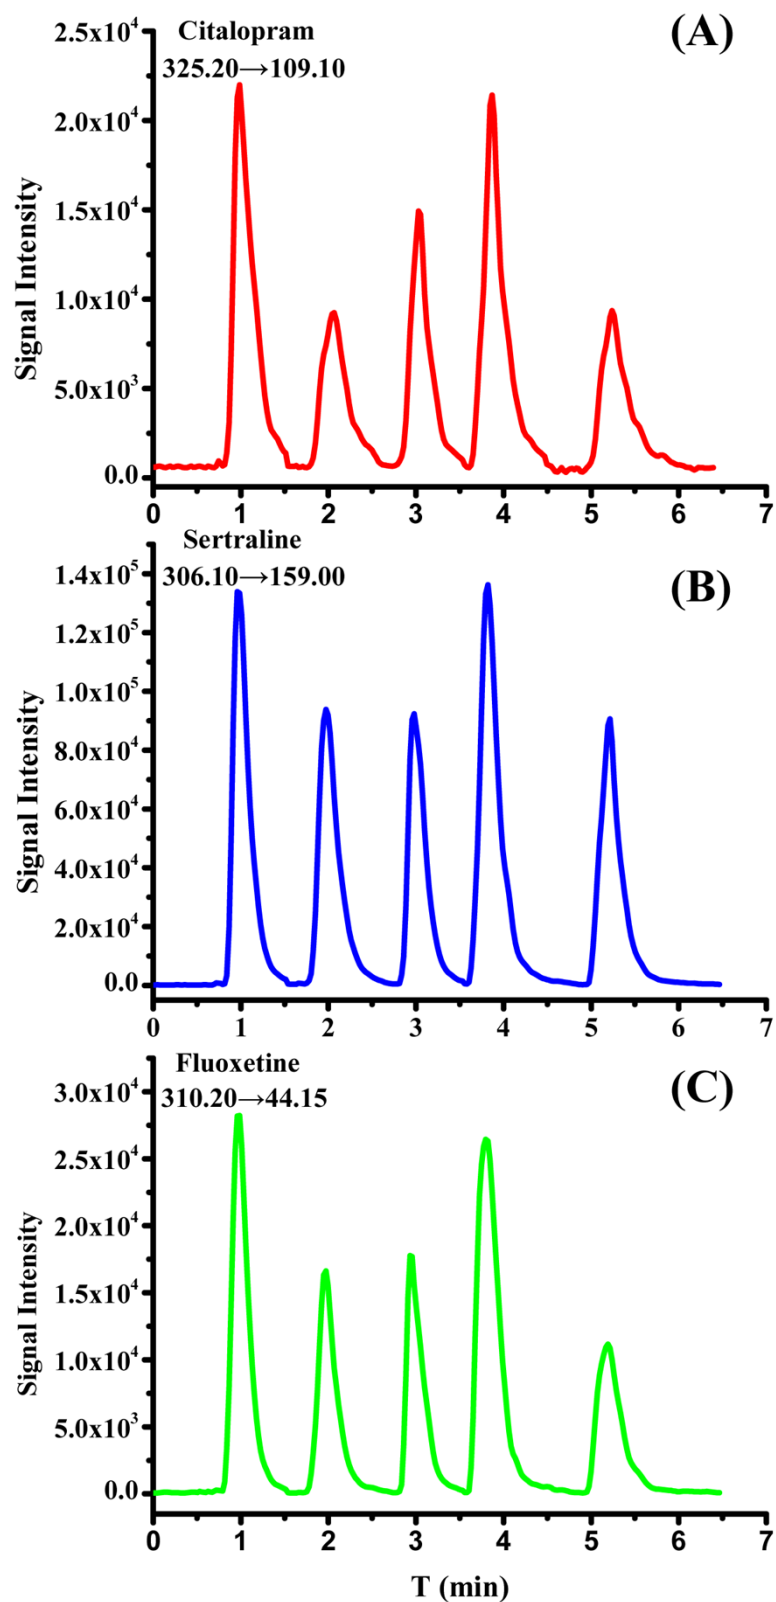 Citalopram
(A)
325.20→109.10
2.5x10⁴
2.0x10⁴
1.5x10⁴
1.0x10⁴
5.0x10³
0.0
Signal Intensity
0 1 2 3 4 5 6 7
Sertraline
306.10→159.00
(B)
1.4x10⁵
1.2x10⁵
1.0x10⁵
8.0x10⁴
6.0x10⁴
4.0x10⁴
2.0x10⁴
0.0
Signal Intensity
0 1 2 3 4 5 6 7
Fluoxetine
310.20→44.15
(C)
3.0x10⁴
2.5x10⁴
2.0x10⁴
1.5x10⁴
1.0x10⁴
5.0x10³
0.0
Signal Intensity
0 1 2 3 4 5 6 7
T (min)